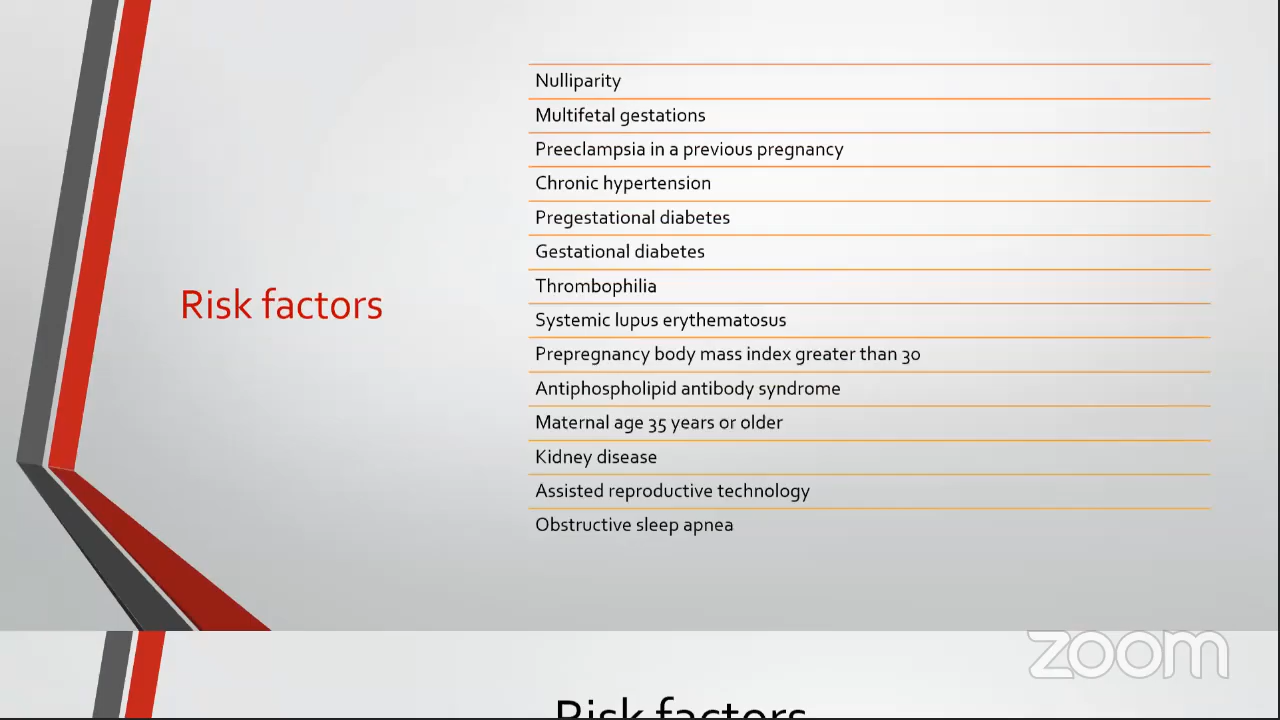 Risk factors
Nulliparity
Multifetal gestations
Preeclampsia in a previous pregnancy
Chronic hypertension
Pregestational diabetes
Gestational diabetes
Thrombophilia
Systemic lupus erythematosus
Prepregnancy body mass index greater than 30
Antiphospholipid antibody syndrome
Maternal age 35 years or older
Kidney disease
Assisted reproductive technology
Obstructive sleep apnea
zoom
Risk factors